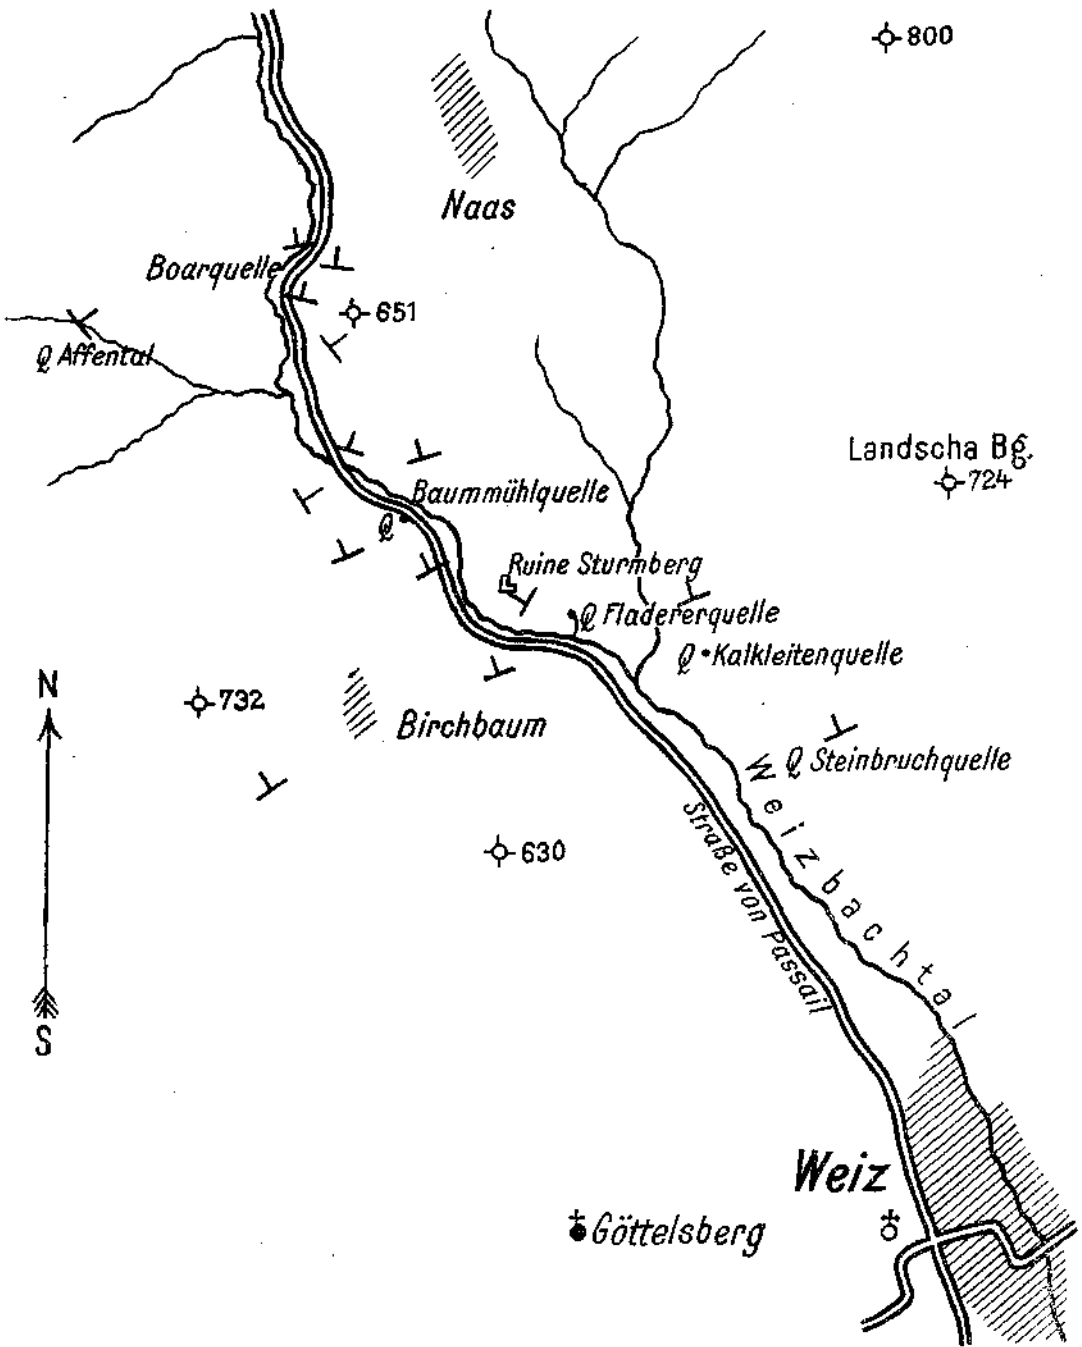 800
Naas
Boarquelle
651
Q Affental
Landscha Bg.
724
Baummühlquelle
Q
Ruine Sturmberg
Q Fladererquelle
Q Kalkleitenquelle
N
732
Birchbaum
Q Steinbruchquelle
Weizbachtal
Straße von Passail
630
S
Weiz
Göttelsberg